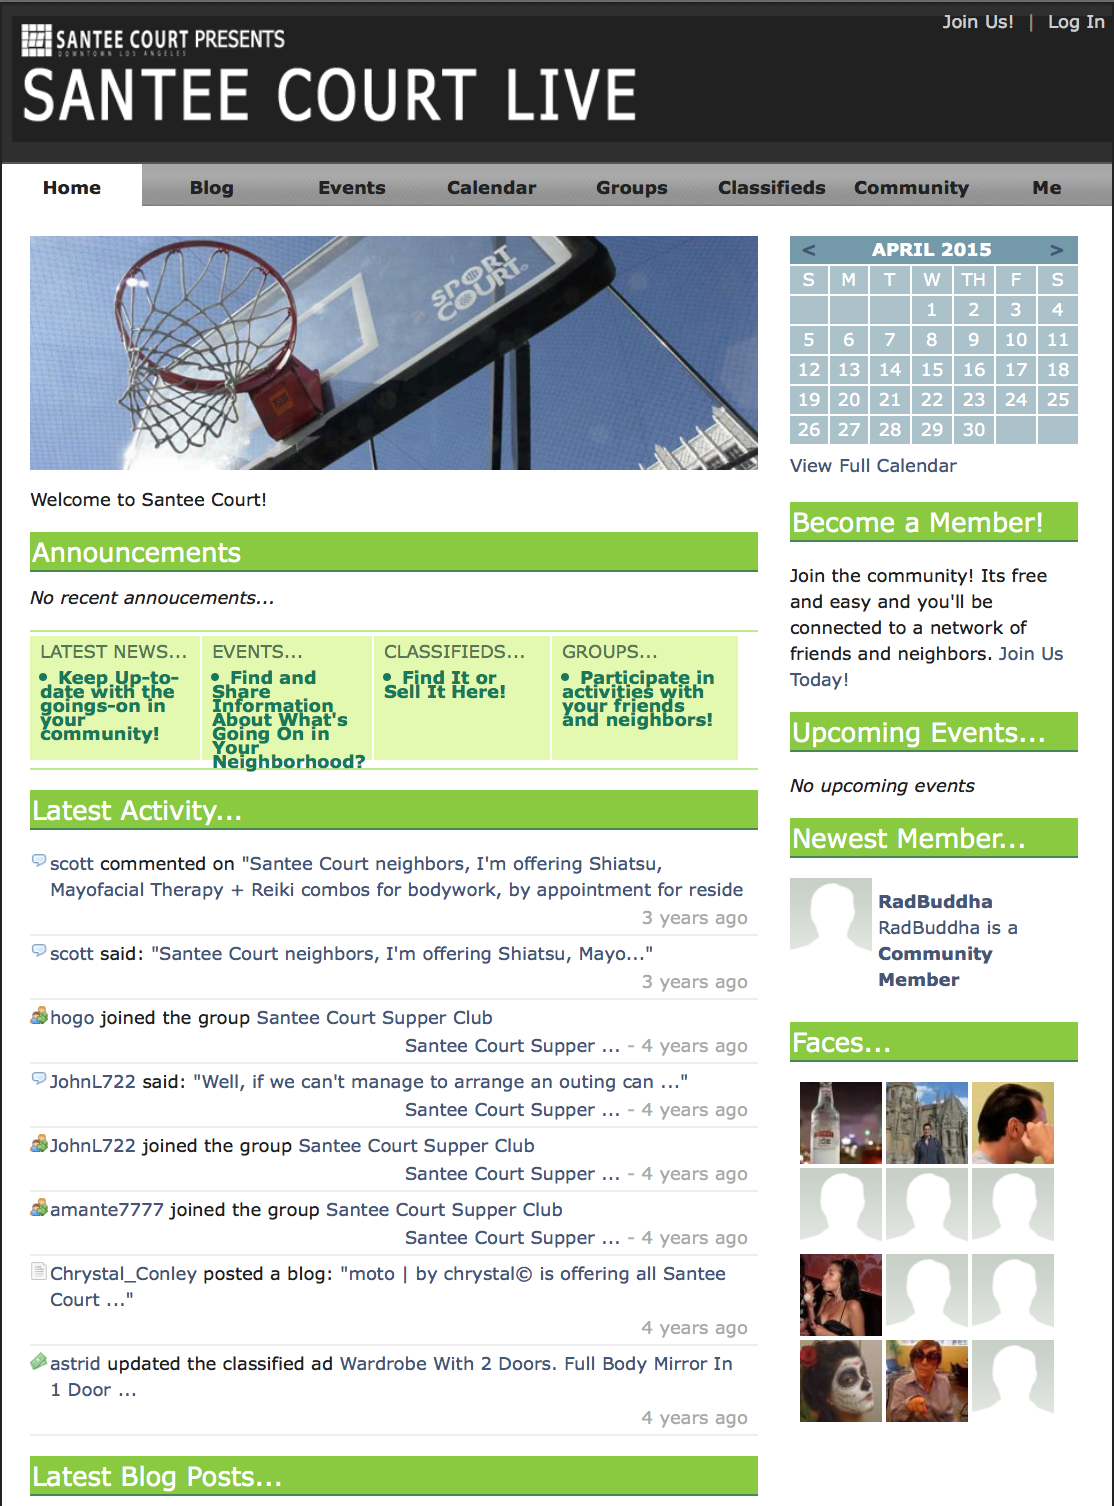 Join Us! | Log In
SANTEE COURT PRESENTS
DOWNTOWN LOS ANGELES
SANTEE COURT LIVE
Home Blog Events Calendar Groups Classifieds Community Me
SPORT
COURT
Welcome to Santee Court!
Announcements
No recent annoucements...
LATEST NEWS...
• Keep Up-to-
date with the
goings-on in
your
community!
EVENTS...
• Find and
Share
Information
About What's
Going On in
Your
Neighborhood?
CLASSIFIEDS...
• Find It or
Sell It Here!
GROUPS...
• Participate in
activities with
your friends
and neighbors!
Latest Activity...
scott commented on "Santee Court neighbors, I'm offering Shiatsu,
Mayofacial Therapy + Reiki combos for bodywork, by appointment for reside
3 years ago
scott said: "Santee Court neighbors, I'm offering Shiatsu, Mayo..."
3 years ago
hogo joined the group Santee Court Supper Club
Santee Court Supper ... - 4 years ago
JohnL722 said: "Well, if we can't manage to arrange an outing can ..."
Santee Court Supper ... - 4 years ago
JohnL722 joined the group Santee Court Supper Club
Santee Court Supper ... - 4 years ago
amante7777 joined the group Santee Court Supper Club
Santee Court Supper ... - 4 years ago
Chrystal_Conley posted a blog: "moto | by chrystal© is offering all Santee
Court ..."
4 years ago
astrid updated the classified ad Wardrobe With 2 Doors. Full Body Mirror In
1 Door ...
4 years ago
Latest Blog Posts...
< APRIL 2015 >
S M T W TH F S
1 2 3 4
5 6 7 8 9 10 11
12 13 14 15 16 17 18
19 20 21 22 23 24 25
26 27 28 29 30
View Full Calendar
Become a Member!
Join the community! Its free
and easy and you'll be
connected to a network of
friends and neighbors. Join Us
Today!
Upcoming Events...
No upcoming events
Newest Member...
RadBuddha
RadBuddha is a
Community
Member
Faces...